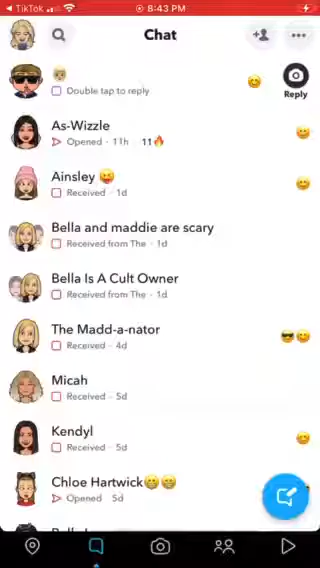 TikTok
8:43 PM
Chat
Double tap to reply
Reply
As-Wizzle
Opened · 11h · 11🔥
Ainsley 😜
Received · 1d
Bella and maddie are scary
Received from The · 1d
Bella Is A Cult Owner
Received from The · 1d
The Madd-a-nator
Received · 4d
Micah
Received · 5d
Kendyl
Received · 5d
Chloe Hartwick😁😁
Opened · 5d